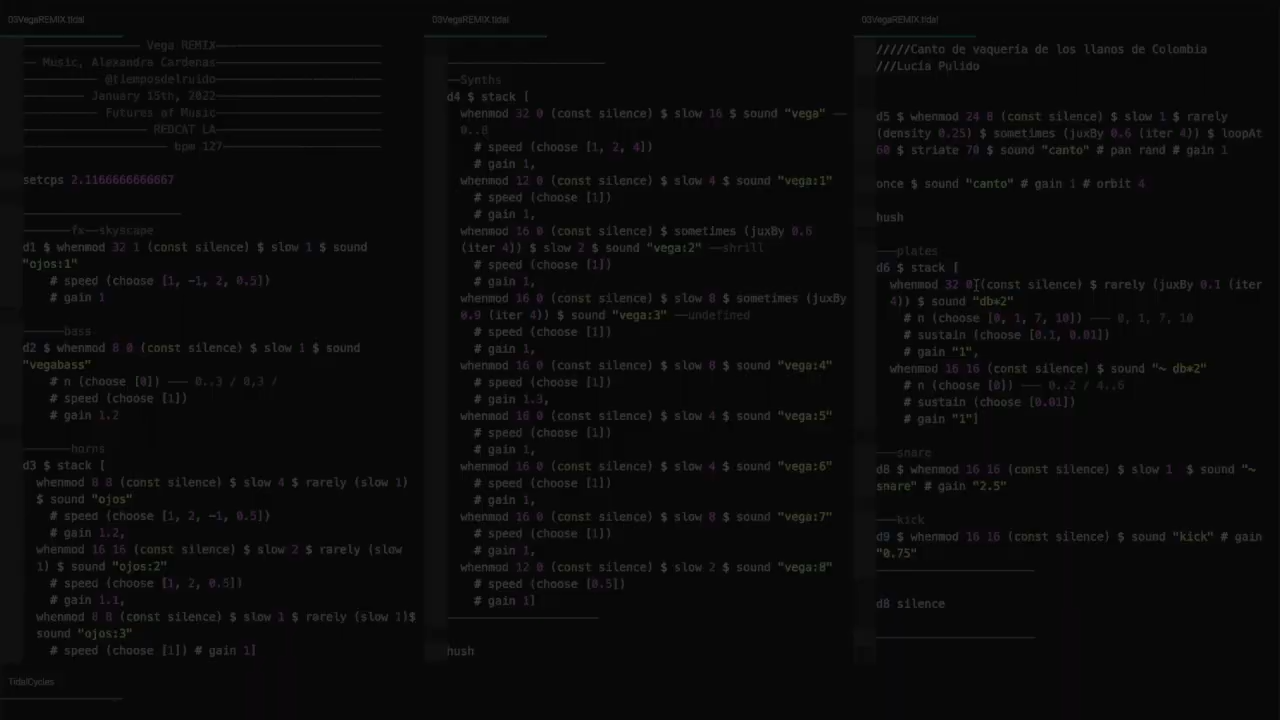 03VegaREMIX.tidal
—————————————————— Vega REMIX—————————————————————————
—— Music, Alexandra Cardenas—————————————————————————
———————————— @tiemposdelruido—————————————————————————
———————————— January 15th, 2022—————————————————————————
———————————— Futures of Music—————————————————————————
———————————————————— REDCAT LA—————————————————————————
—————————————————————— bpm 127—————————————————————————
setcps 2.1166666666667
————————————————————————
———————fx——skyscape
d1 $ whenmod 32 1 (const silence) $ slow 1 $ sound
"ojos:1"
# speed (choose [1, -1, 2, 0.5])
# gain 1
——————bass
d2 $ whenmod 8 0 (const silence) $ slow 1 $ sound
"vegabass"
# n (choose [0]) ——— 0..3 / 0,3 /
# speed (choose [1])
# gain 1.2
———————horns
d3 $ stack [
whenmod 8 8 (const silence) $ slow 4 $ rarely (slow 1)
$ sound "ojos"
# speed (choose [1, 2, -1, 0.5])
# gain 1.2,
whenmod 16 16 (const silence) $ slow 2 $ rarely (slow
1) $ sound "ojos:2"
# speed (choose [1, 2, 0.5])
# gain 1.1,
whenmod 8 8 (const silence) $ slow 1 $ rarely (slow 1)$
sound "ojos:3"
# speed (choose [1]) # gain 1]
03VegaREMIX.tidal
————————————————————————
——Synths
d4 $ stack [
whenmod 32 0 (const silence) $ slow 16 $ sound "vega" ——
0..8
# speed (choose [1, 2, 4])
# gain 1,
whenmod 12 0 (const silence) $ slow 4 $ sound "vega:1"
# speed (choose [1])
# gain 1,
whenmod 16 0 (const silence) $ sometimes (juxBy 0.6
(iter 4)) $ slow 2 $ sound "vega:2" ——shrill
# speed (choose [1])
# gain 1,
whenmod 16 0 (const silence) $ slow 8 $ sometimes (juxBy
0.9 (iter 4)) $ sound "vega:3" ——undefined
# speed (choose [1])
# gain 1,
whenmod 16 0 (const silence) $ slow 8 $ sound "vega:4"
# speed (choose [1])
# gain 1.3,
whenmod 16 0 (const silence) $ slow 4 $ sound "vega:5"
# speed (choose [1])
# gain 1,
whenmod 16 0 (const silence) $ slow 4 $ sound "vega:6"
# speed (choose [1])
# gain 1,
whenmod 16 0 (const silence) $ slow 8 $ sound "vega:7"
# speed (choose [1])
# gain 1,
whenmod 12 0 (const silence) $ slow 2 $ sound "vega:8"
# speed (choose [0.5])
# gain 1]
————————————————————————
hush
03VegaREMIX.tidal
/////Canto de vaquería de los llanos de Colombia
///Lucía Pulido
d5 $ whenmod 24 8 (const silence) $ slow 1 $ rarely
(density 0.25) $ sometimes (juxBy 0.6 (iter 4)) $ loopAt
60 $ striate 70 $ sound "canto" # pan rand # gain 1
once $ sound "canto" # gain 1 # orbit 4
hush
—————plates
d6 $ stack [
whenmod 32 0 (const silence) $ rarely (juxBy 0.1 (iter
4)) $ sound "db*2"
# n (choose [0, 1, 7, 10]) ——— 0, 1, 7, 10
# sustain (choose [0.1, 0.01])
# gain "1",
whenmod 16 16 (const silence) $ sound "~ db*2"
# n (choose [0]) ——— 0..2 / 4..6
# sustain (choose [0.01])
# gain "1"]
———snare
d8 $ whenmod 16 16 (const silence) $ slow 1  $ sound "~
snare" # gain "2.5"
———kick
d9 $ whenmod 16 16 (const silence) $ sound "kick" # gain
"0.75"
————————————————————————
d8 silence
————————————————————————
TidalCycles